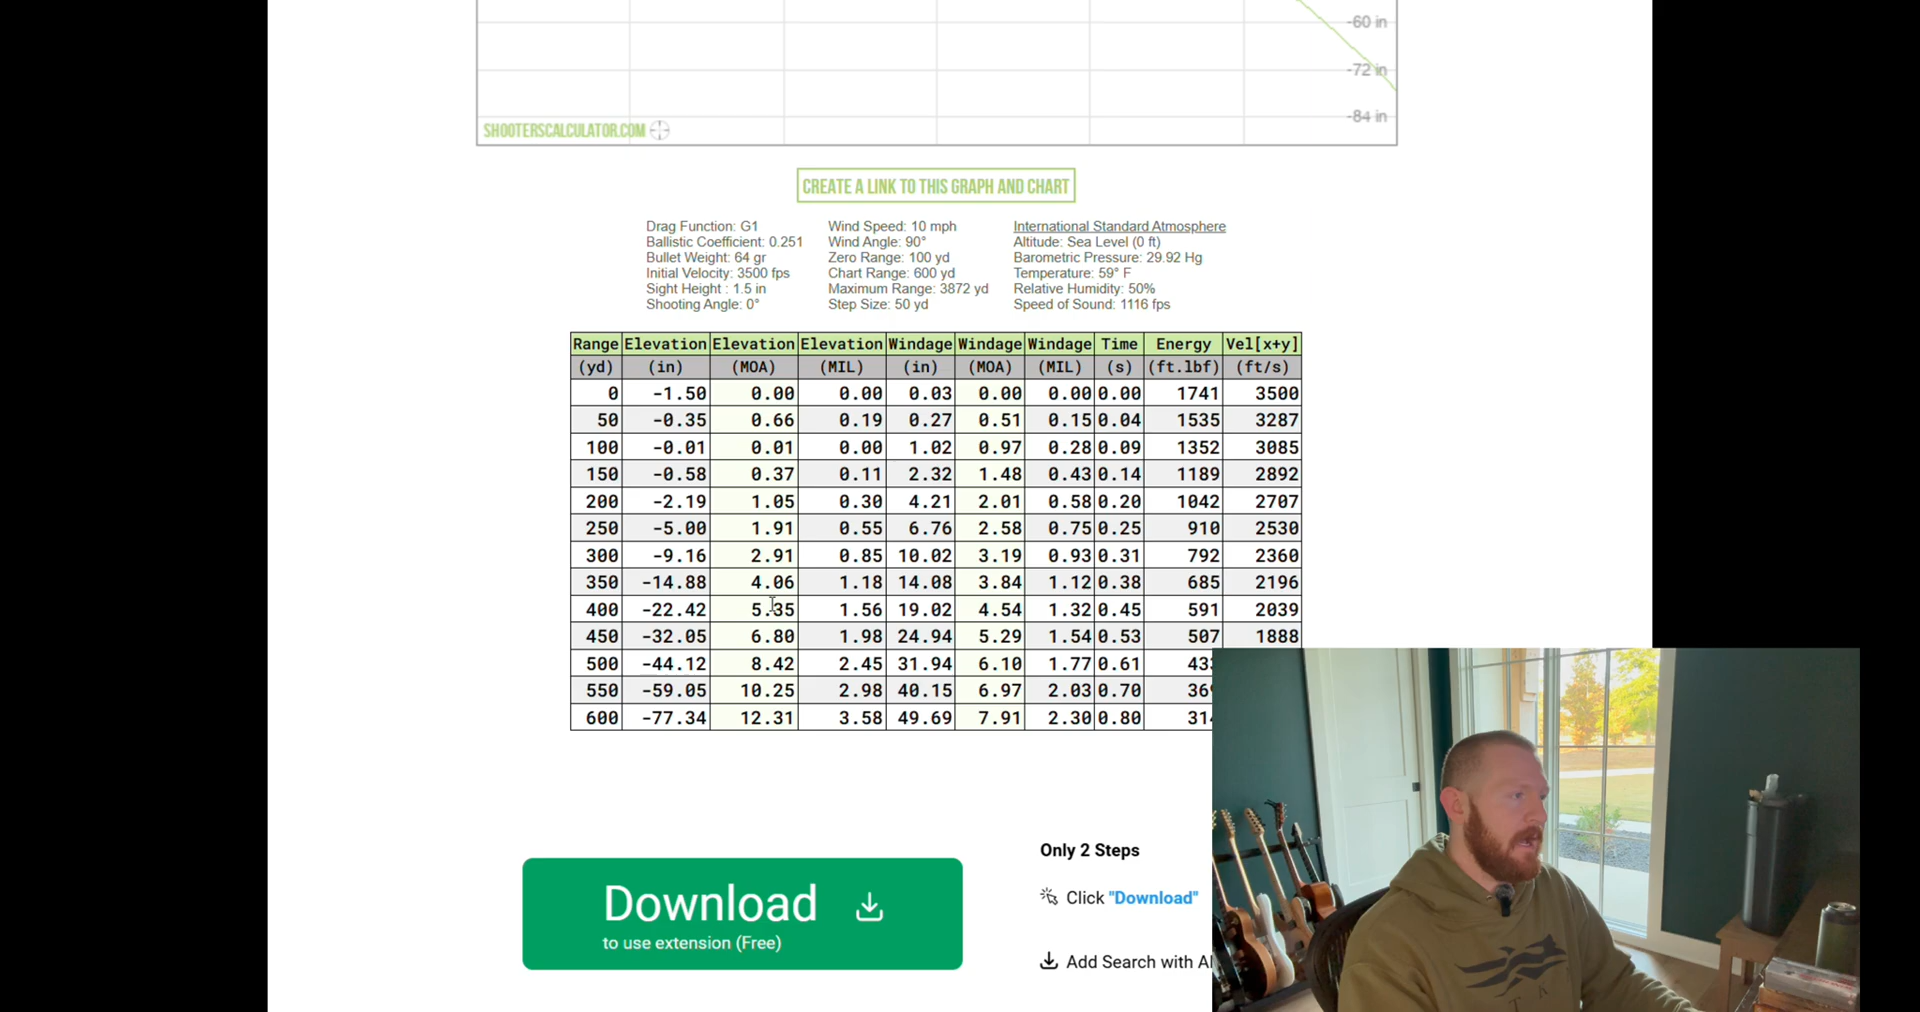 -60 in
-72 in
-84 in
SHOOTERSCALCULATOR.COM
CREATE A LINK TO THIS GRAPH AND CHART
Drag Function: G1 Wind Speed: 10 mph International Standard Atmosphere
Ballistic Coefficient: 0.251 Wind Angle: 90° Altitude: Sea Level (0 ft)
Bullet Weight: 64 gr Zero Range: 100 yd Barometric Pressure: 29.92 Hg
Initial Velocity: 3500 fps Chart Range: 600 yd Temperature: 59° F
Sight Height : 1.5 in Maximum Range: 3872 yd Relative Humidity: 50%
Shooting Angle: 0° Step Size: 50 yd Speed of Sound: 1116 fps
Range Elevation Elevation Elevation Windage Windage Windage Time Energy Vel[x+y]
(yd) (in) (MOA) (MIL) (in) (MOA) (MIL) (s) (ft.lbf) (ft/s)
0 -1.50 0.00 0.00 0.03 0.00 0.00 0.00 1741 3500
50 -0.35 0.66 0.19 0.27 0.51 0.15 0.04 1535 3287
100 -0.01 0.01 0.00 1.02 0.97 0.28 0.09 1352 3085
150 -0.58 0.37 0.11 2.32 1.48 0.43 0.14 1189 2892
200 -2.19 1.05 0.30 4.21 2.01 0.58 0.20 1042 2707
250 -5.00 1.91 0.55 6.76 2.58 0.75 0.25 910 2530
300 -9.16 2.91 0.85 10.02 3.19 0.93 0.31 792 2360
350 -14.88 4.06 1.18 14.08 3.84 1.12 0.38 685 2196
400 -22.42 5.35 1.56 19.02 4.54 1.32 0.45 591 2039
450 -32.05 6.80 1.98 24.94 5.29 1.54 0.53 507 1888
500 -44.12 8.42 2.45 31.94 6.10 1.77 0.61
550 -59.05 10.25 2.98 40.15 6.97 2.03 0.70
600 -77.34 12.31 3.58 49.69 7.91 2.30 0.80
Download
to use extension (Free)
Only 2 Steps
Click "Download"
Add Search with